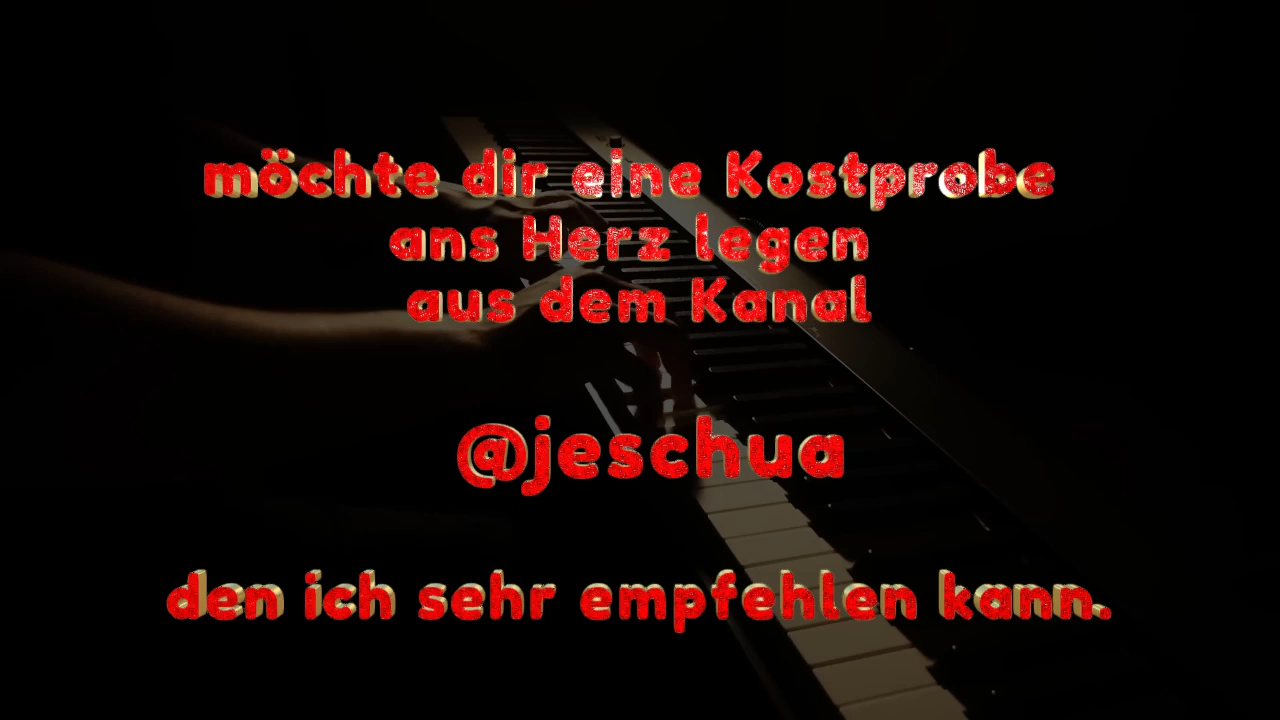 möchte dir eine Kostprobe
ans Herz legen
aus dem Kanal
@jeschua
den ich sehr empfehlen kann.